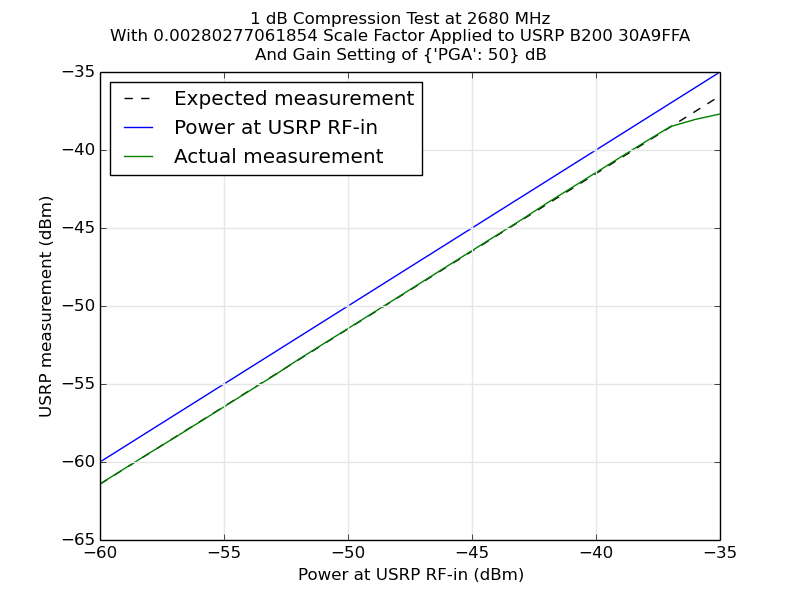 1 dB Compression Test at 2680 MHz
With 0.00280277061854 Scale Factor Applied to USRP B200 30A9FFA
And Gain Setting of {'PGA': 50} dB
Expected measurement
Power at USRP RF-in
Actual measurement
USRP measurement (dBm)
−35
−40
−45
−50
−55
−60
−65
−60 −55 −50 −45 −40 −35
Power at USRP RF-in (dBm)